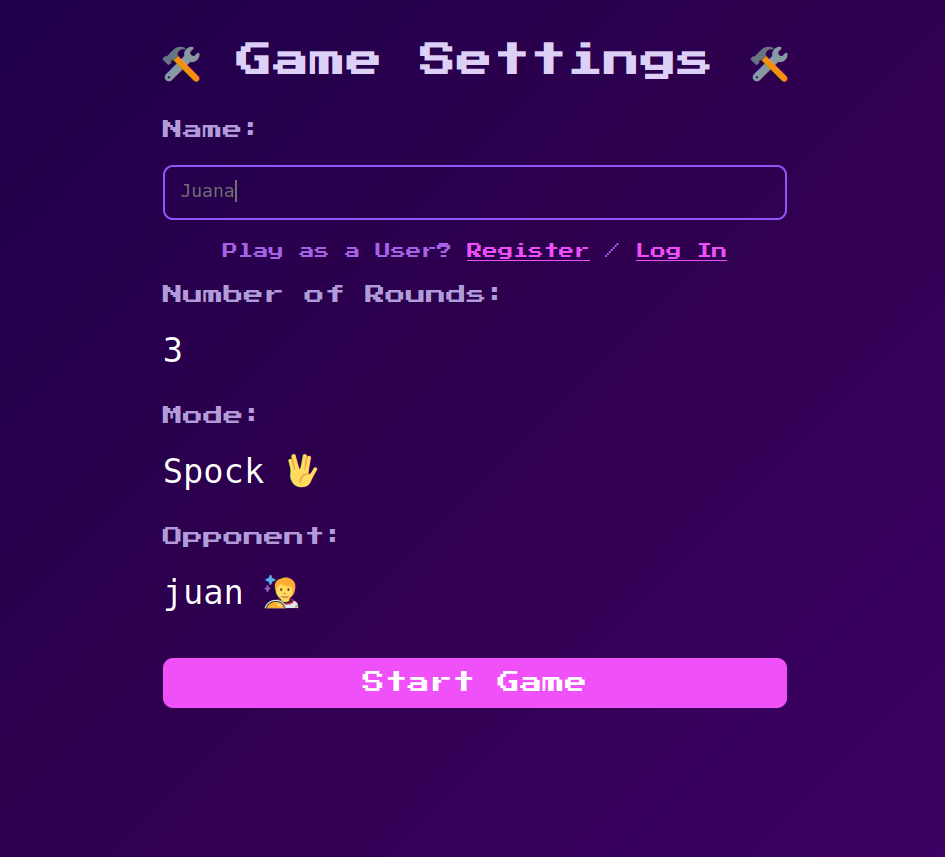 🛠️ Game Settings 🛠️
Name:
Juana
Play as a User? Register / Log In
Number of Rounds:
3
Mode:
Spock 🖖
Opponent:
juan 🧑‍🎨
Start Game